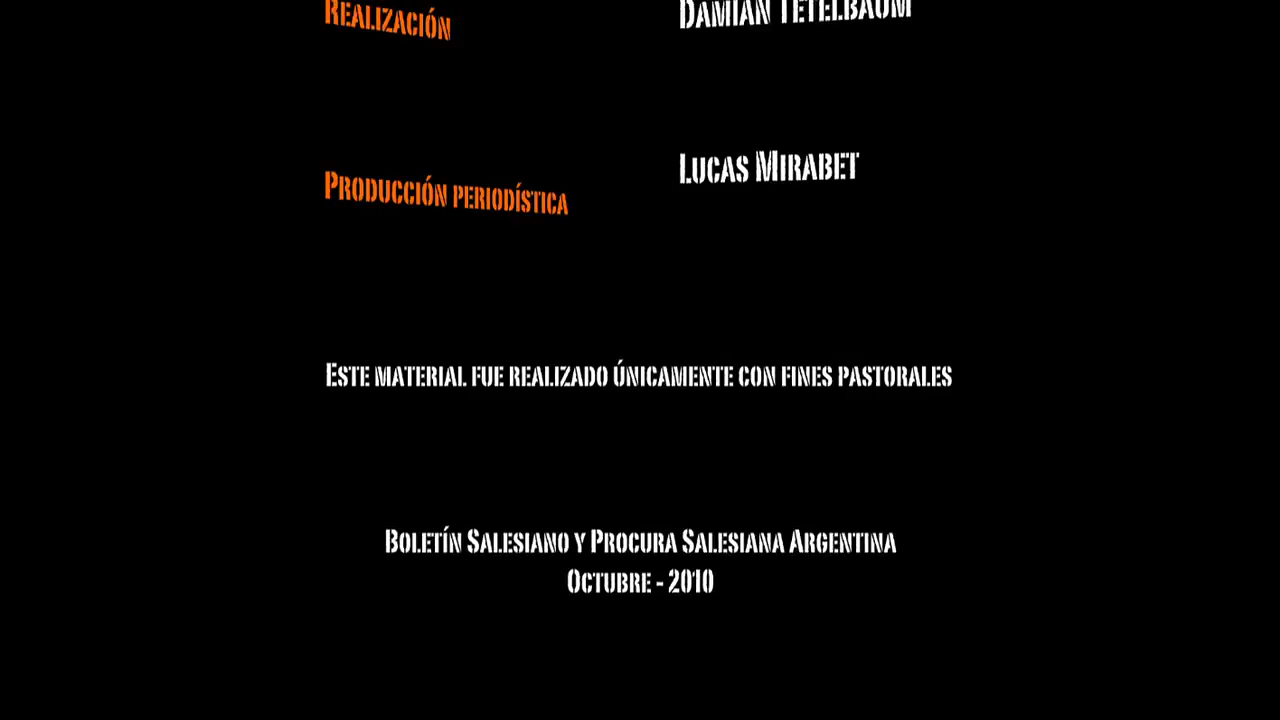 Realización
Damián Tetelbaum
Lucas Mirabet
Producción periodística
Este material fue realizado únicamente con fines pastorales
Boletín Salesiano y Procura Salesiana Argentina
Octubre - 2010